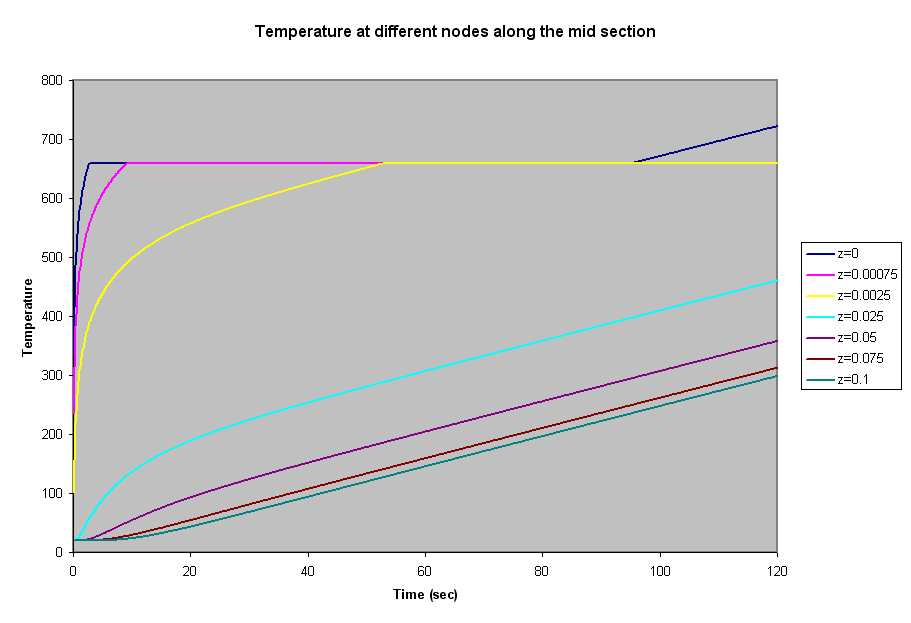 Temperature at different nodes along the mid section
800
700
600
500
400
300
200
100
0
Temperature
0 20 40 60 80 100 120
Time (sec)
z=0
z=0.00075
z=0.0025
z=0.025
z=0.05
z=0.075
z=0.1